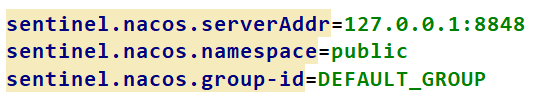 sentinel.nacos.serverAddr=127.0.0.1:8848
sentinel.nacos.namespace=public
sentinel.nacos.group-id=DEFAULT_GROUP